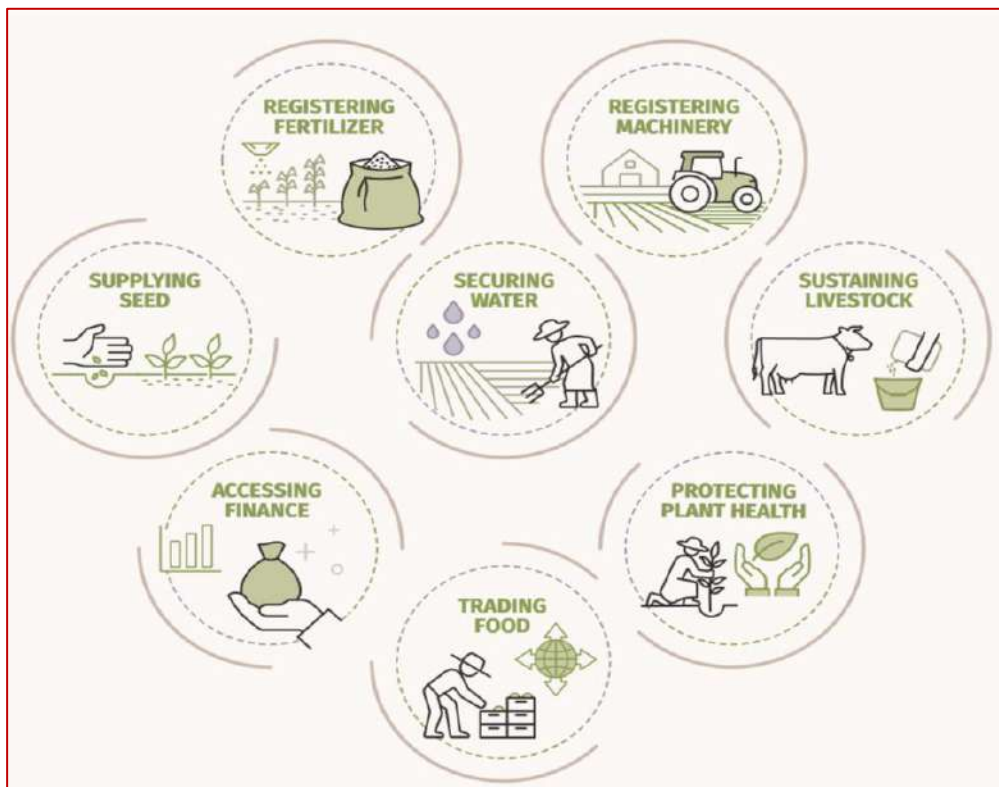 REGISTERING
FERTILIZER
REGISTERING
MACHINERY
SUPPLYING
SEED
SECURING
WATER
SUSTAINING
LIVESTOCK
ACCESSING
FINANCE
PROTECTING
PLANT HEALTH
TRADING
FOOD